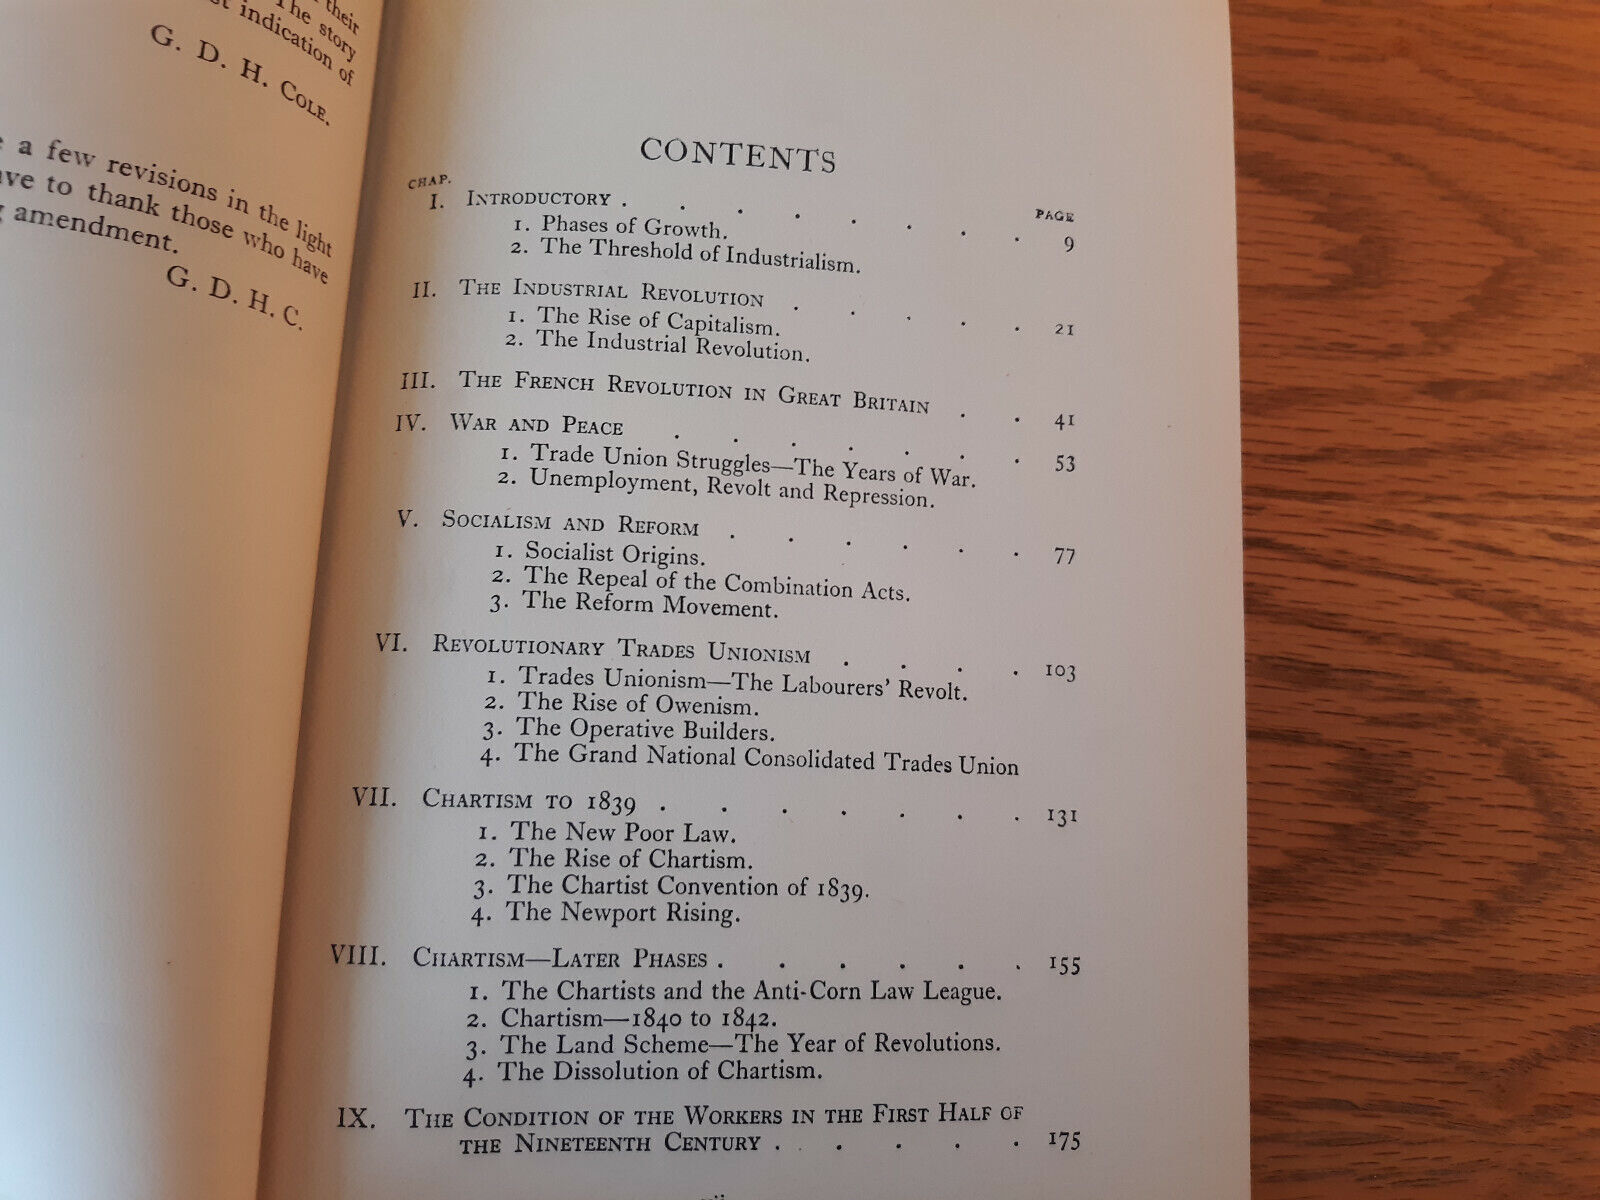 their
The story
indication of
G. D. H. Cole.
a few revisions in the light
to thank those who have
amendment.
G. D. H. C.
CONTENTS
CHAP.
PAGE
I. Introductory . . . . . . . . 9
1. Phases of Growth.
2. The Threshold of Industrialism.
II. The Industrial Revolution . . . . . 21
1. The Rise of Capitalism.
2. The Industrial Revolution.
III. The French Revolution in Great Britain . . 41
IV. War and Peace . . . . . . . 53
1. Trade Union Struggles—The Years of War.
2. Unemployment, Revolt and Repression.
V. Socialism and Reform . . . . . . 77
1. Socialist Origins.
2. The Repeal of the Combination Acts.
3. The Reform Movement.
VI. Revolutionary Trades Unionism . . . . 103
1. Trades Unionism—The Labourers' Revolt.
2. The Rise of Owenism.
3. The Operative Builders.
4. The Grand National Consolidated Trades Union
VII. Chartism to 1839 . . . . . . . 131
1. The New Poor Law.
2. The Rise of Chartism.
3. The Chartist Convention of 1839.
4. The Newport Rising.
VIII. Chartism—Later Phases . . . . . . 155
1. The Chartists and the Anti-Corn Law League.
2. Chartism—1840 to 1842.
3. The Land Scheme—The Year of Revolutions.
4. The Dissolution of Chartism.
IX. The Condition of the Workers in the First Half of
the Nineteenth Century . . . . . 175